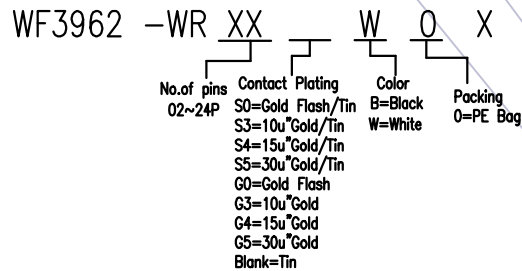 WF3962 -WR XX __ W 0 X
No.of pins
02~24P
Contact Plating
S0=Gold Flash/Tin
S3=10u"Gold/Tin
S4=15u"Gold/Tin
S5=30u"Gold/Tin
G0=Gold Flash
G3=10u"Gold
G4=15u"Gold
G5=30u"Gold
Blank=Tin
Color
B=Black
W=White
Packing
0=PE Bag